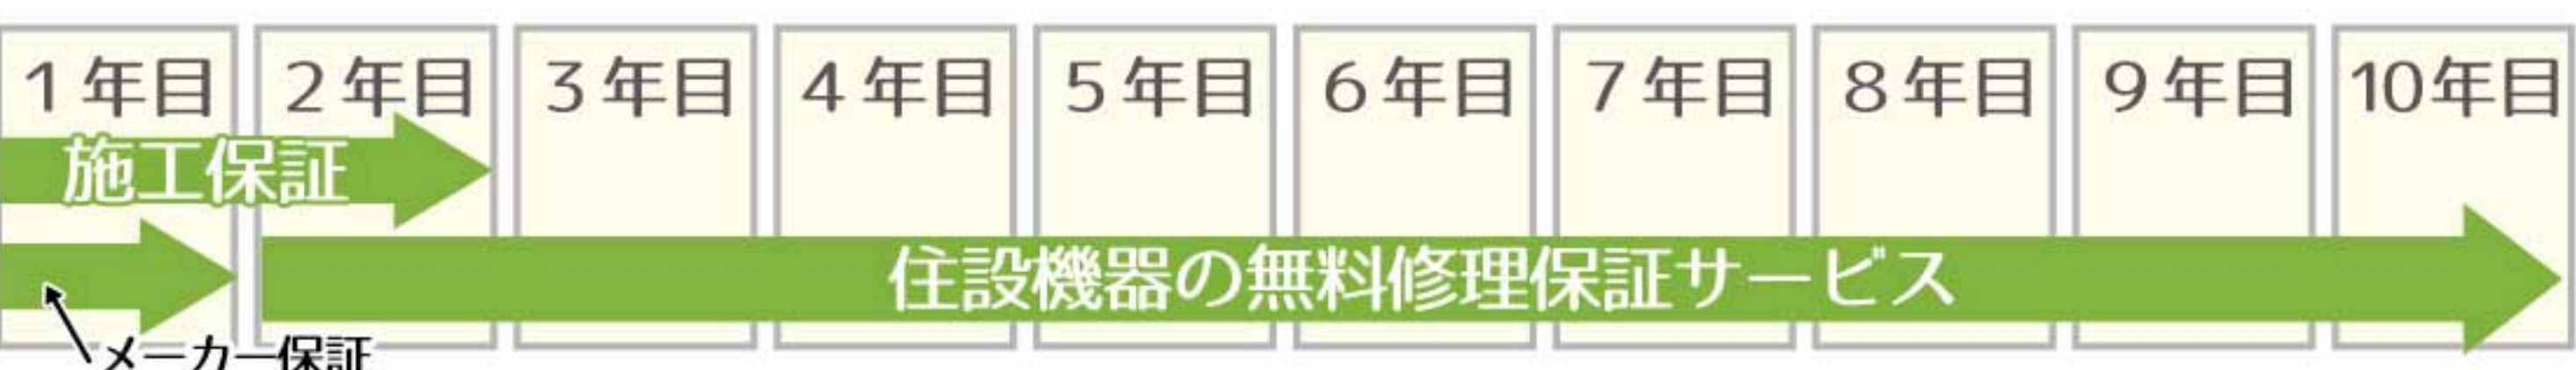 1年目 2年目 3年目 4年目 5年目 6年目 7年目 8年目 9年目 10年目
施工保証
住設機器の無料修理保証サービス
メーカー保証